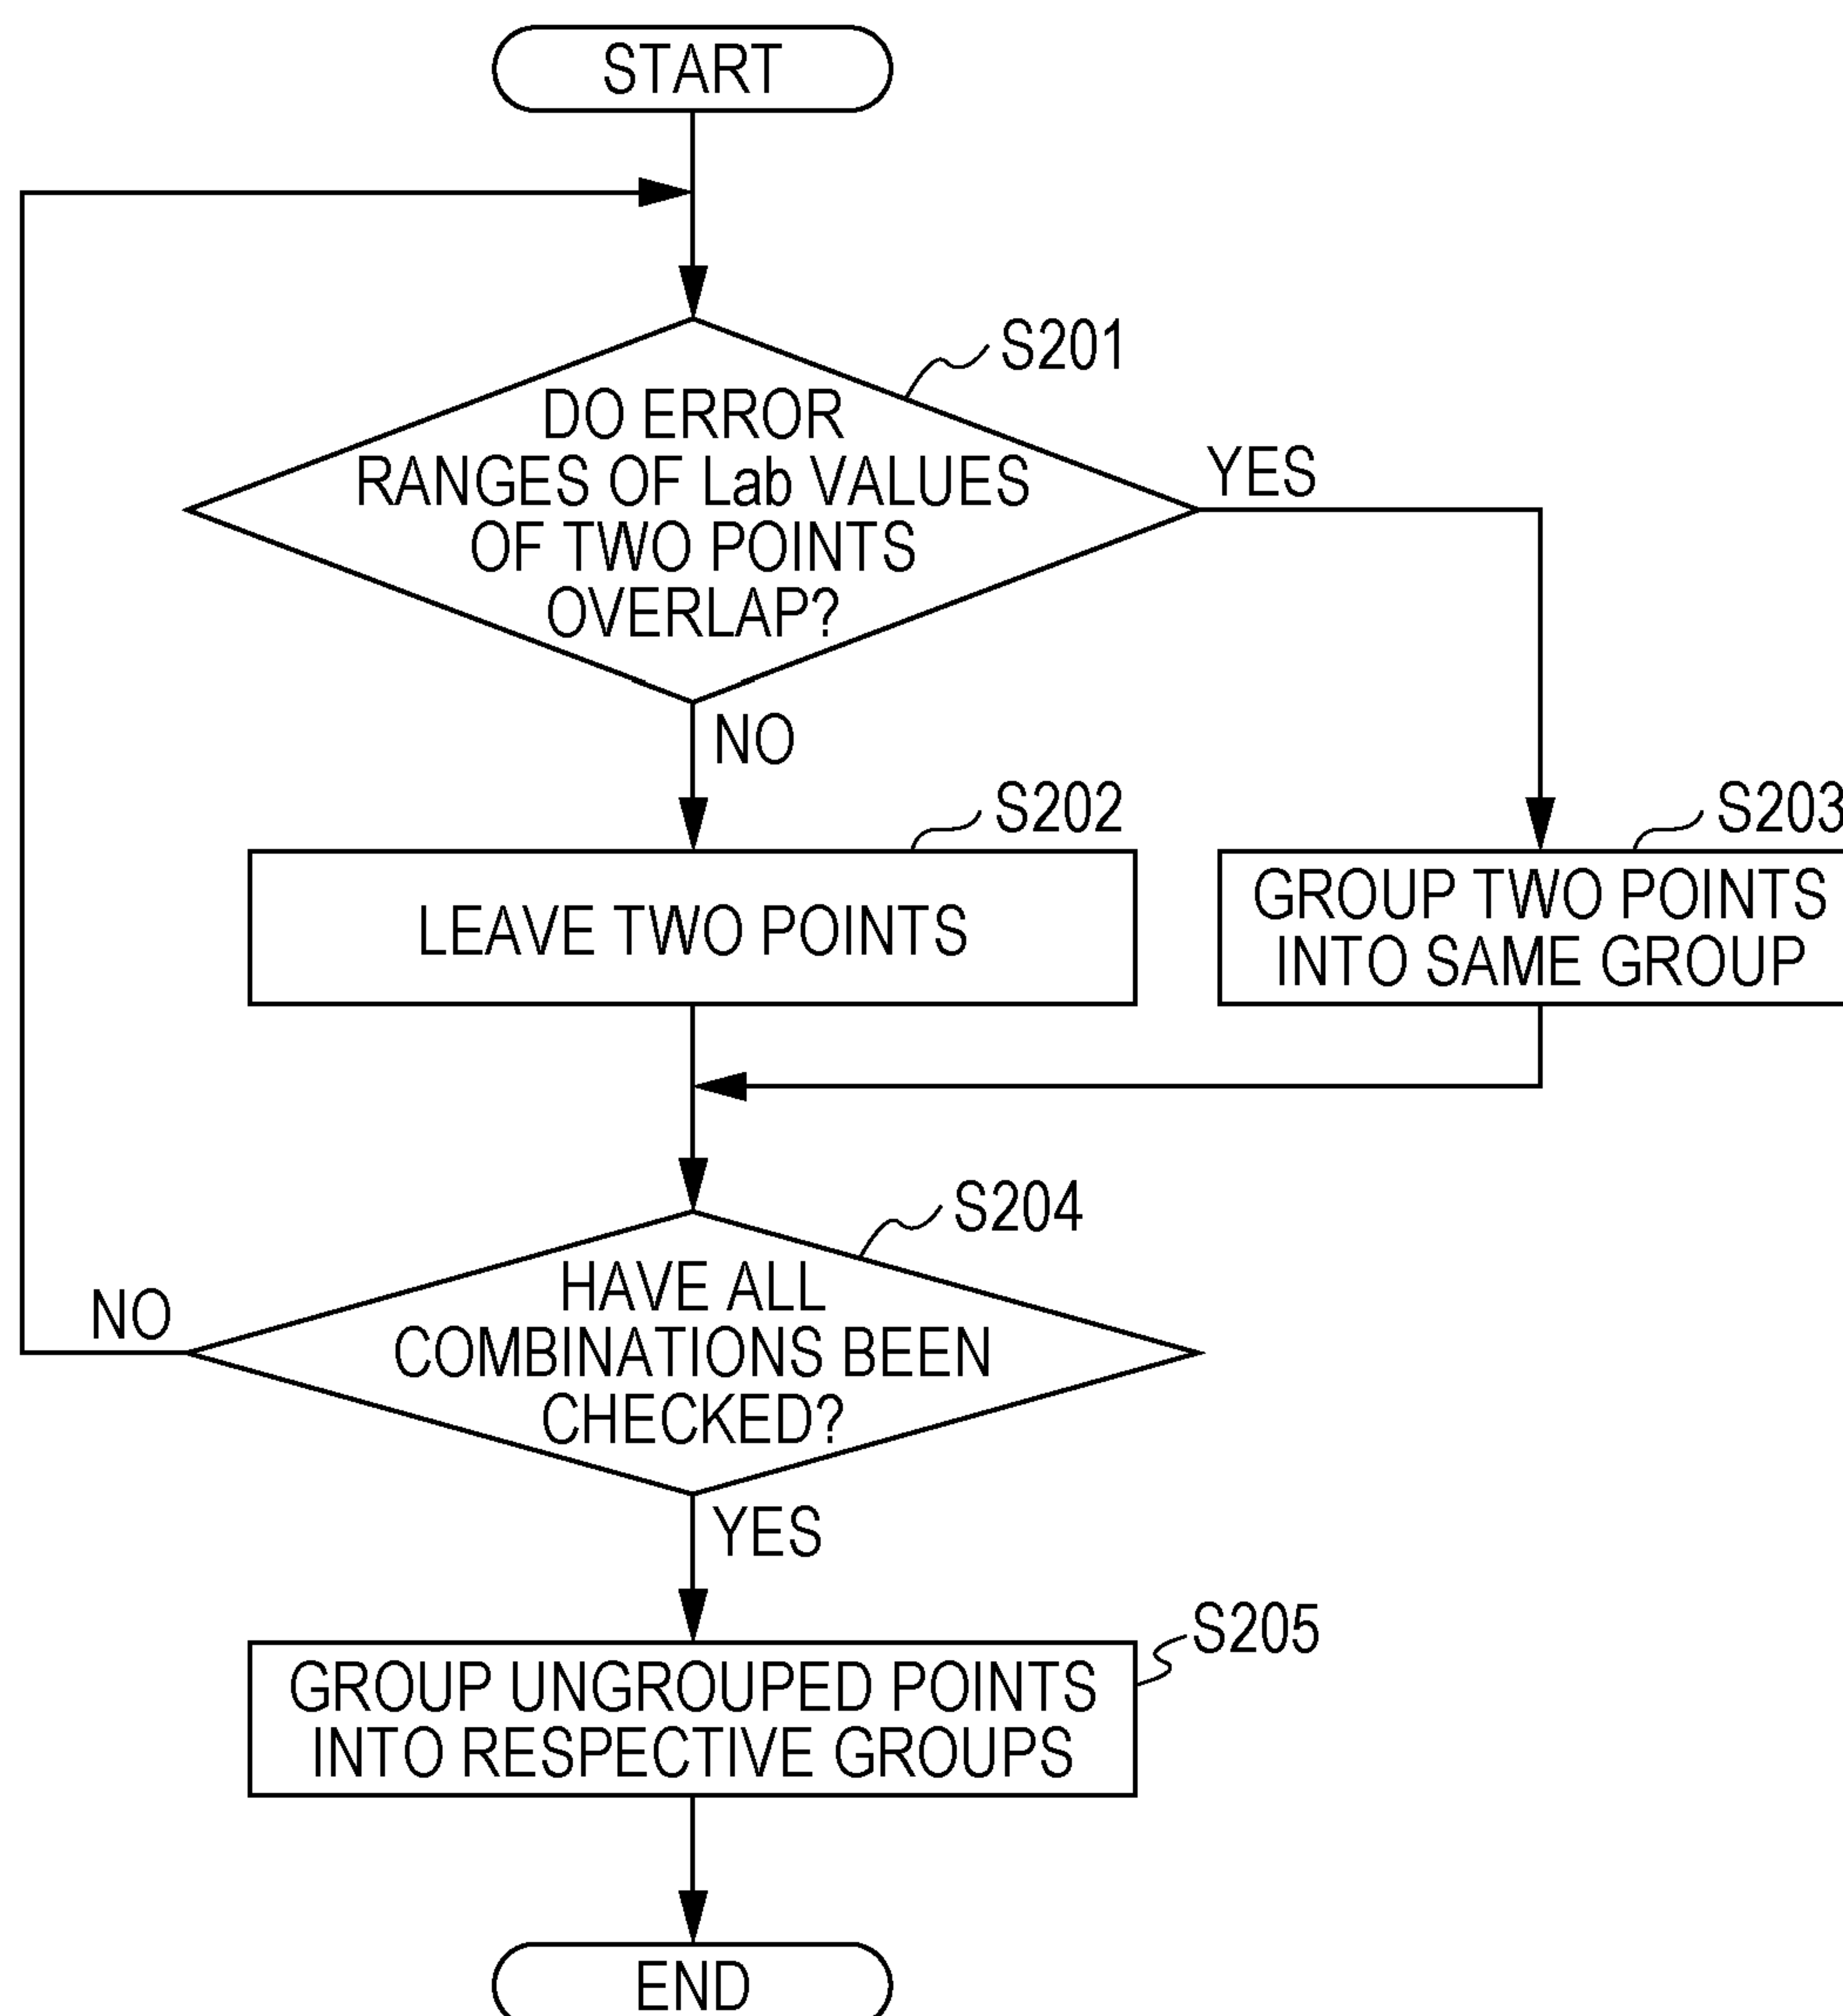 START
S201
DO ERROR
RANGES OF Lab VALUES
OF TWO POINTS
OVERLAP?
YES
NO
S202
LEAVE TWO POINTS
S203
GROUP TWO POINTS
INTO SAME GROUP
S204
HAVE ALL
COMBINATIONS BEEN
CHECKED?
NO
YES
S205
GROUP UNGROUPED POINTS
INTO RESPECTIVE GROUPS
END